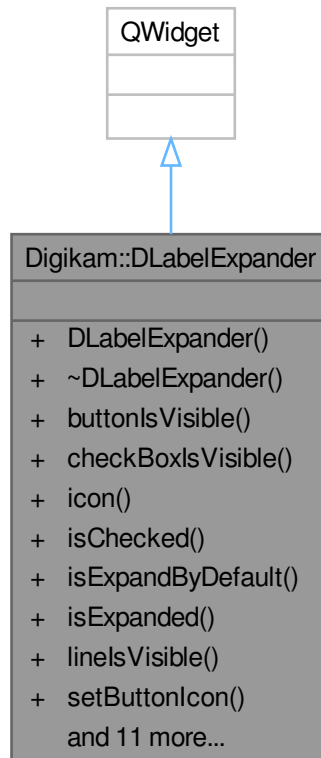 QWidget
Digikam::DLabelExpander
+ DLabelExpander()
+ ~DLabelExpander()
+ buttonIsVisible()
+ checkBoxIsVisible()
+ icon()
+ isChecked()
+ isExpandByDefault()
+ isExpanded()
+ lineIsVisible()
+ setButtonIcon()
and 11 more...